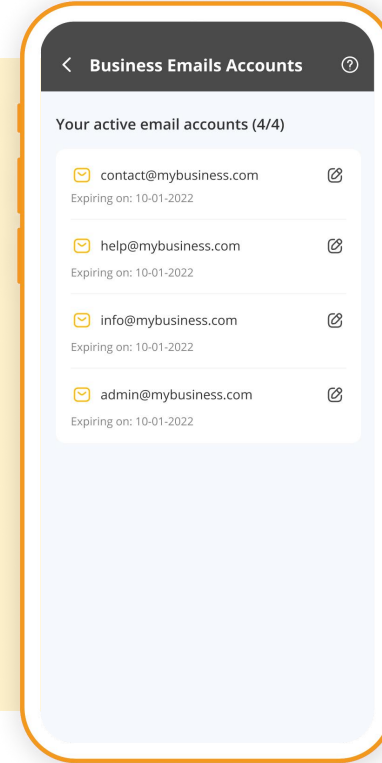 Business Emails Accounts
Your active email accounts (4/4)
contact@mybusiness.com
Expiring on: 10-01-2022
help@mybusiness.com
Expiring on: 10-01-2022
info@mybusiness.com
Expiring on: 10-01-2022
admin@mybusiness.com
Expiring on: 10-01-2022